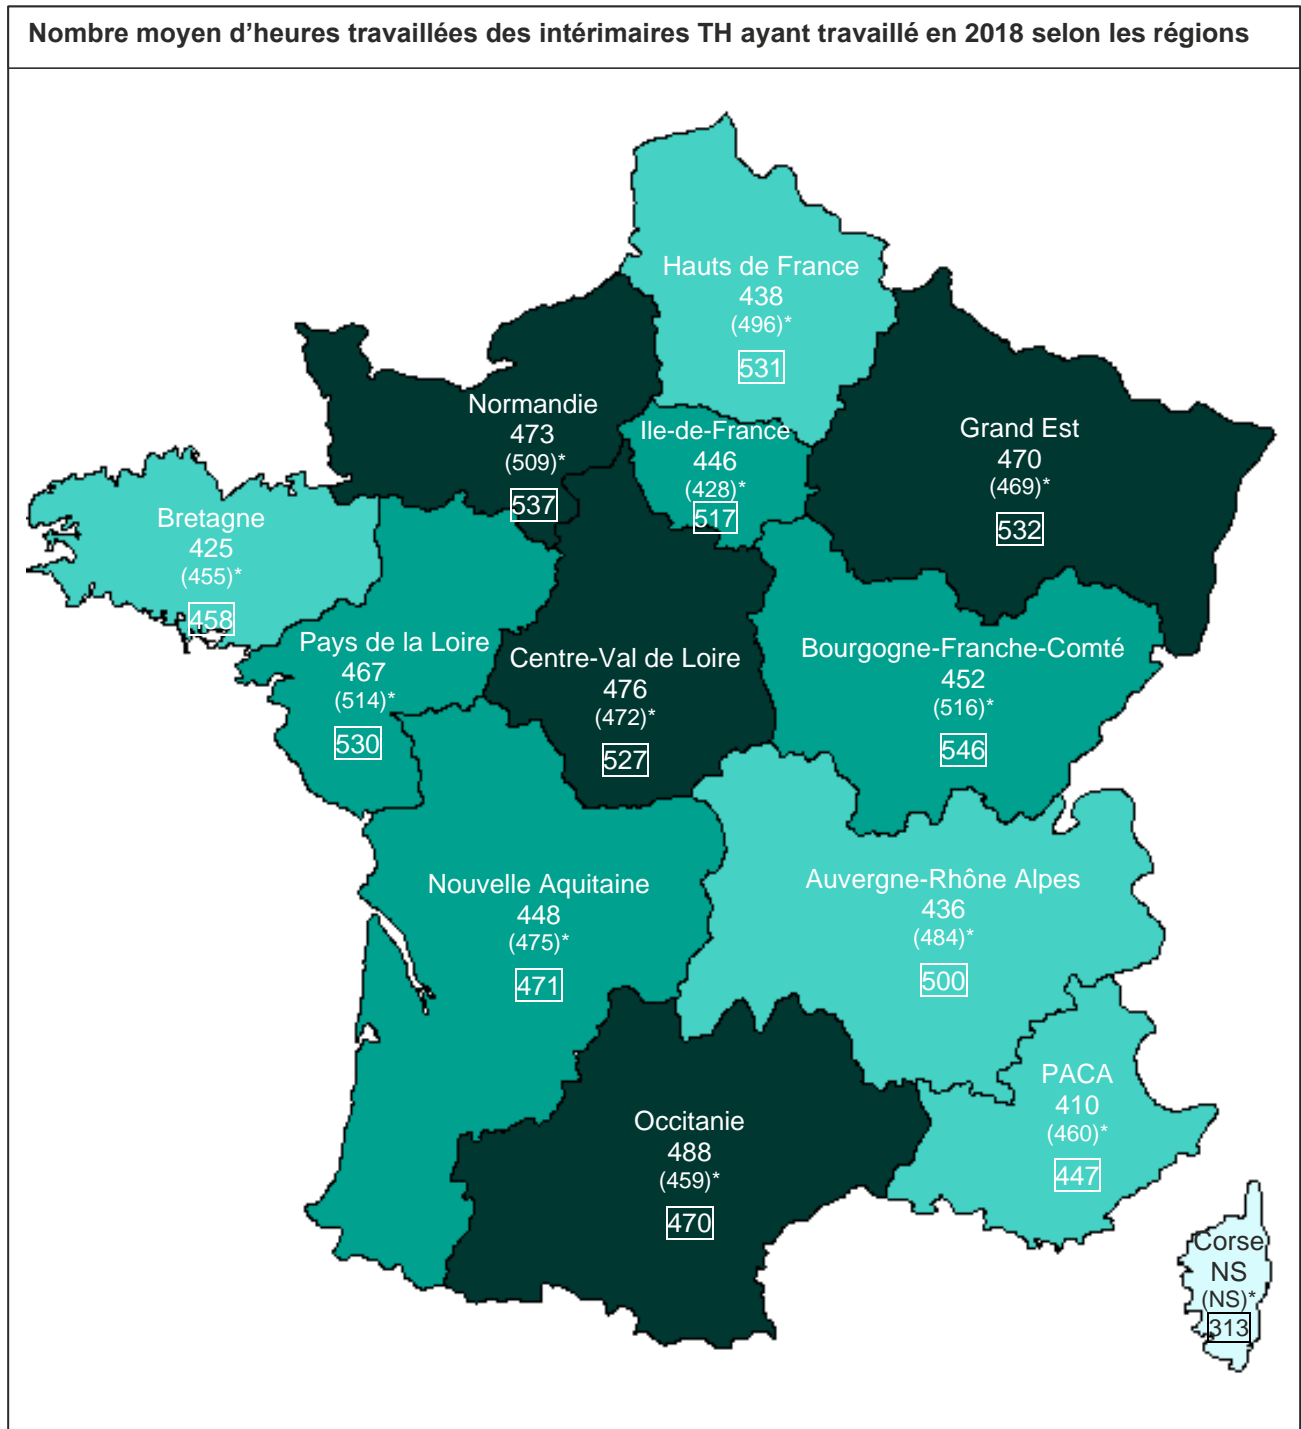 Nombre moyen d’heures travaillées des intérimaires TH ayant travaillé en 2018 selon les régions
Hauts de France
438
(496)*
531
Normandie
473
(509)*
537
Ile-de-France
446
(428)*
517
Grand Est
470
(469)*
532
Bretagne
425
(455)*
458
Pays de la Loire
467
(514)*
530
Centre-Val de Loire
476
(472)*
527
Bourgogne-Franche-Comté
452
(516)*
546
Nouvelle Aquitaine
448
(475)*
471
Auvergne-Rhône Alpes
436
(484)*
500
PACA
410
(460)*
447
Occitanie
488
(459)*
470
Corse
NS
(NS)*
313